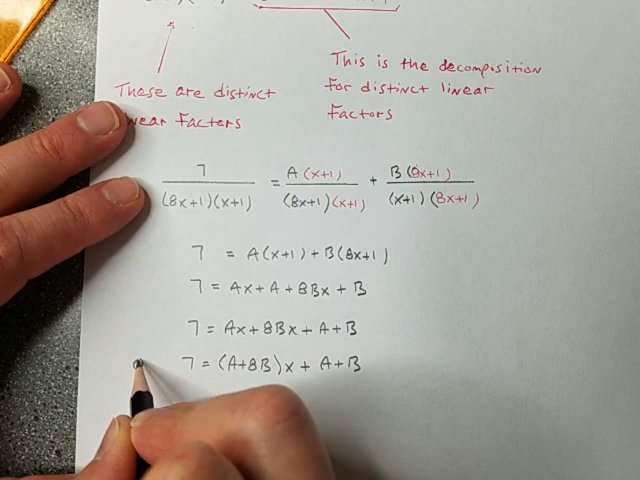 This is the decomposition
for distinct linear
Factors
These are distinct
near Factors
7/((8x+1)(x+1)) = A(x+1)/((8x+1)(x+1)) + B(8x+1)/((x+1)(8x+1))
7 = A(x+1) + B(8x+1)
7 = Ax + A + 8Bx + B
7 = Ax + 8Bx + A + B
7 = (A+8B)x + A+B